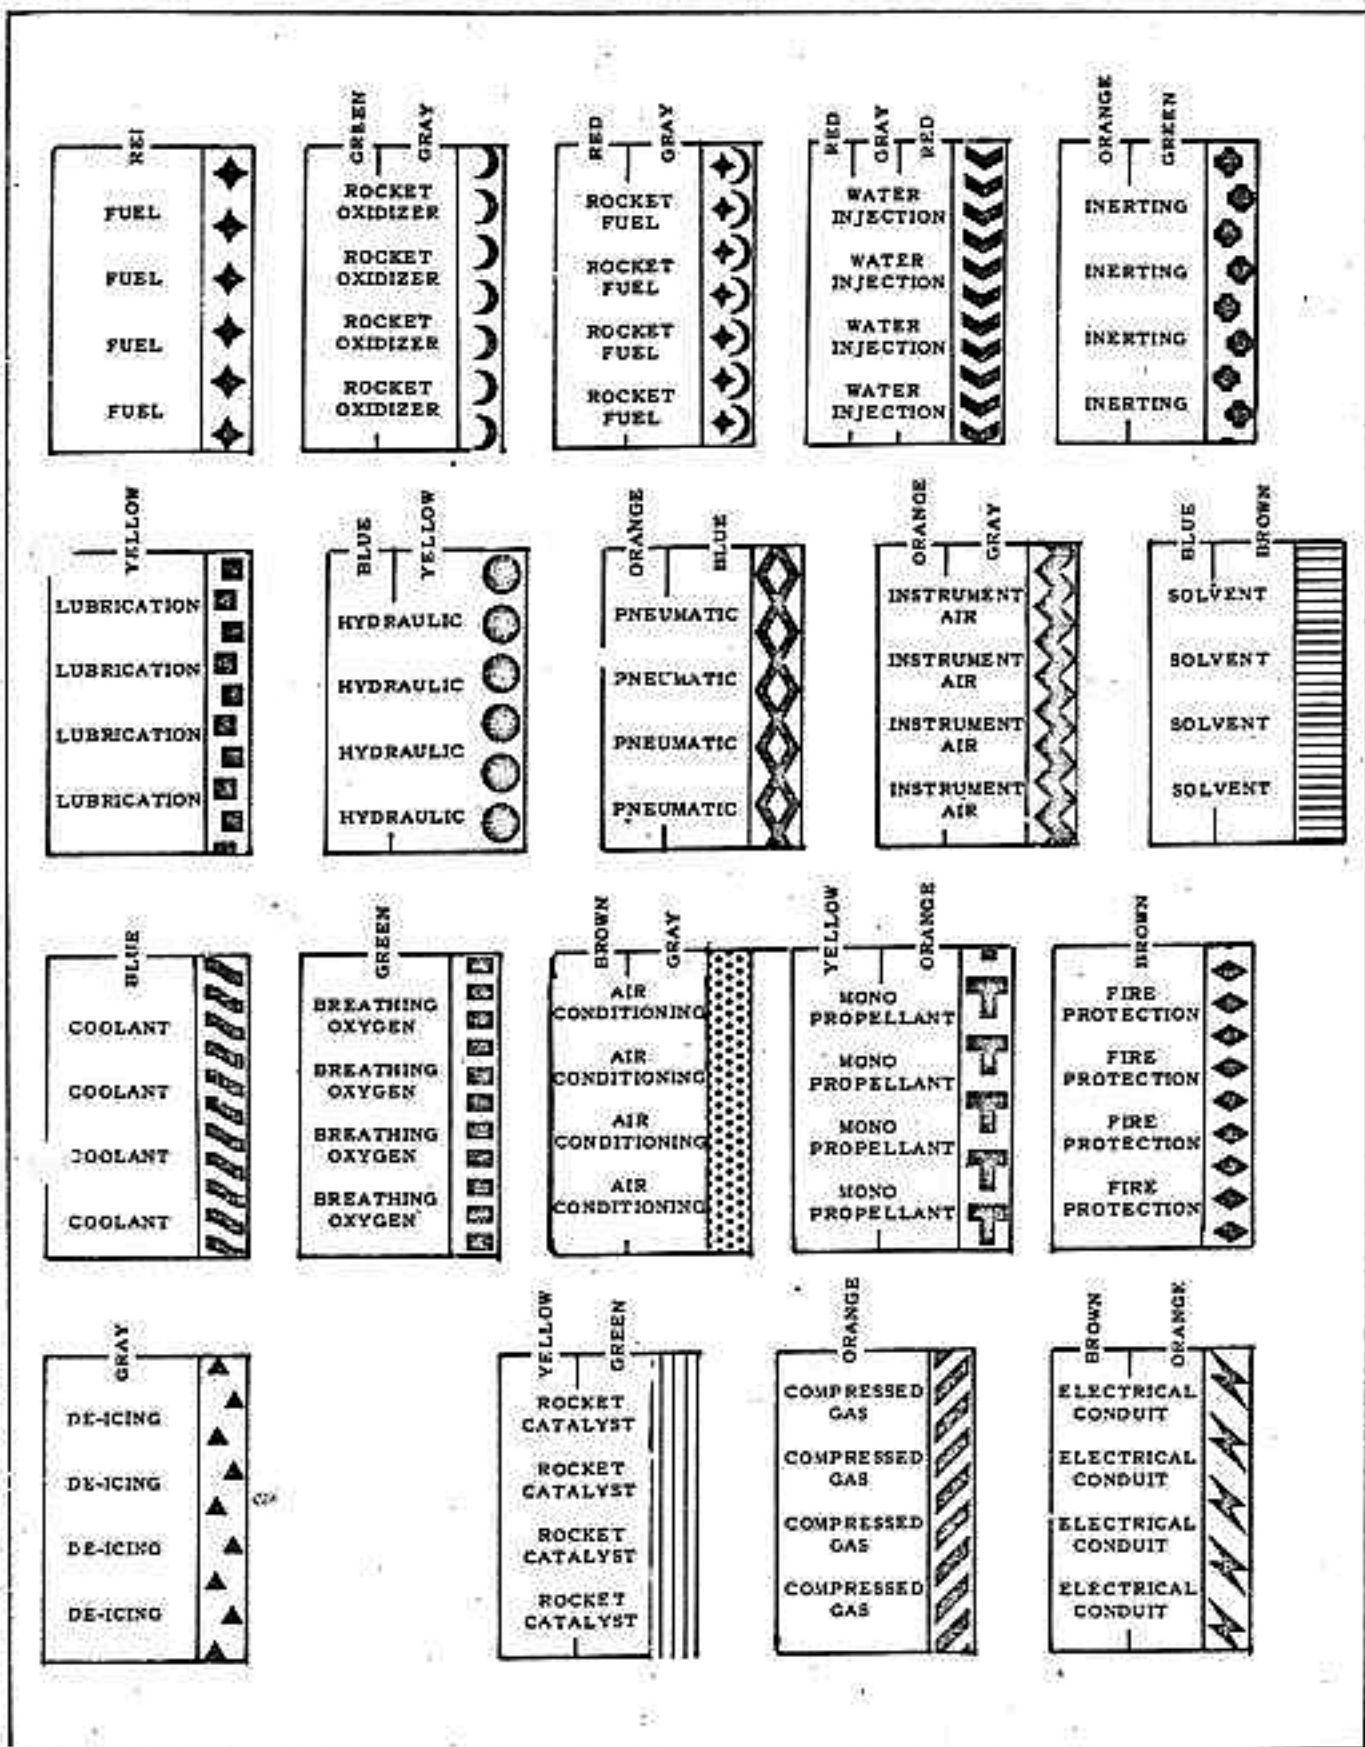 RED
FUEL
FUEL
FUEL
FUEL
GREEN
GRAY
ROCKET
OXIDIZER
ROCKET
OXIDIZER
ROCKET
OXIDIZER
ROCKET
OXIDIZER
RED
GRAY
ROCKET
FUEL
ROCKET
FUEL
ROCKET
FUEL
ROCKET
FUEL
RED
GRAY
RED
WATER
INJECTION
WATER
INJECTION
WATER
INJECTION
WATER
INJECTION
ORANGE
GREEN
INERTING
INERTING
INERTING
INERTING
YELLOW
LUBRICATION
LUBRICATION
LUBRICATION
LUBRICATION
BLUE
YELLOW
HYDRAULIC
HYDRAULIC
HYDRAULIC
HYDRAULIC
ORANGE
BLUE
PNEUMATIC
PNEUMATIC
PNEUMATIC
PNEUMATIC
ORANGE
GRAY
INSTRUMENT
AIR
INSTRUMENT
AIR
INSTRUMENT
AIR
INSTRUMENT
AIR
BLUE
BROWN
SOLVENT
SOLVENT
SOLVENT
SOLVENT
BLUE
COOLANT
COOLANT
COOLANT
COOLANT
GREEN
BREATHING
OXYGEN
BREATHING
OXYGEN
BREATHING
OXYGEN
BREATHING
OXYGEN
BROWN
GRAY
AIR
CONDITIONING
AIR
CONDITIONING
AIR
CONDITIONING
AIR
CONDITIONING
YELLOW
ORANGE
MONO
PROPELLANT
MONO
PROPELLANT
MONO
PROPELLANT
MONO
PROPELLANT
BROWN
FIRE
PROTECTION
FIRE
PROTECTION
FIRE
PROTECTION
FIRE
PROTECTION
GRAY
DE-ICING
DE-ICING
DE-ICING
DE-ICING
YELLOW
GREEN
ROCKET
CATALYST
ROCKET
CATALYST
ROCKET
CATALYST
ROCKET
CATALYST
ORANGE
COMPRESSED
GAS
COMPRESSED
GAS
COMPRESSED
GAS
COMPRESSED
GAS
BROWN
ORANGE
ELECTRICAL
CONDUIT
ELECTRICAL
CONDUIT
ELECTRICAL
CONDUIT
ELECTRICAL
CONDUIT